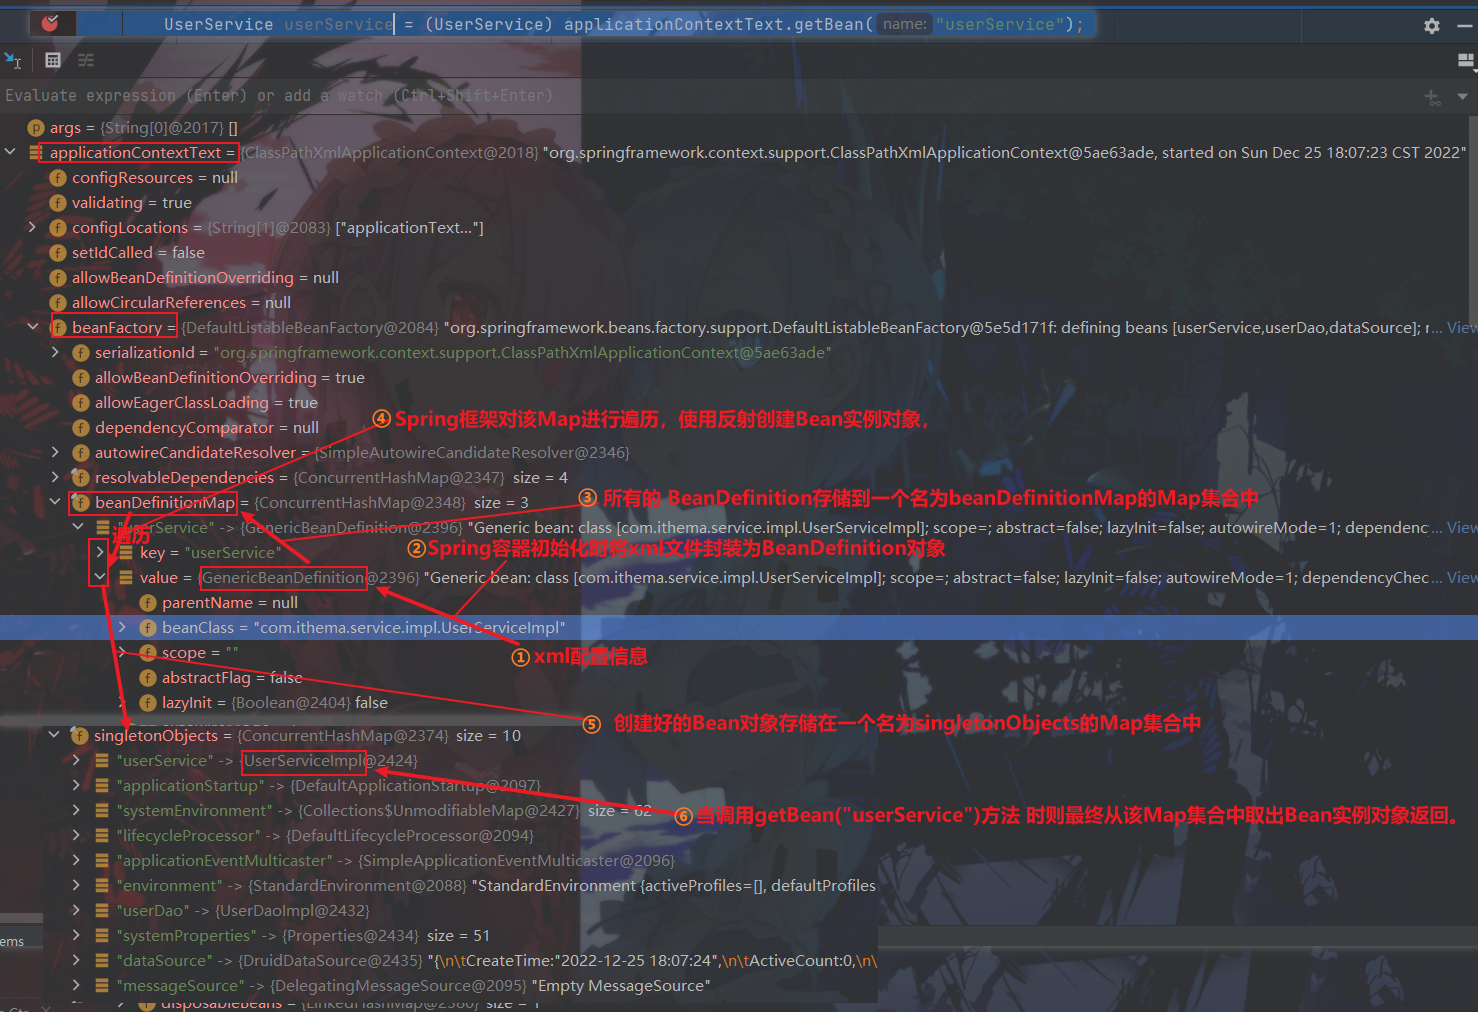 UserService userService = (UserService) applicationContextText.getBean( name: "userService");
Evaluate expression (Enter) or add a watch (Ctrl+Shift+Enter)
args = {String[0]@2017} []
applicationContextText = {ClassPathXmlApplicationContext@2018} "org.springframework.context.support.ClassPathXmlApplicationContext@5ae63ade, started on Sun Dec 25 18:07:23 CST 2022"
configResources = null
validating = true
configLocations = {String[1]@2083} ["applicationText..."]
setIdCalled = false
allowBeanDefinitionOverriding = null
allowCircularReferences = null
beanFactory = {DefaultListableBeanFactory@2084} "org.springframework.beans.factory.support.DefaultListableBeanFactory@5e5d171f: defining beans [userService,userDao,dataSource]; r... View
serializationId = "org.springframework.context.support.ClassPathXmlApplicationContext@5ae63ade"
allowBeanDefinitionOverriding = true
allowEagerClassLoading = true
④ Spring框架对该Map进行遍历，使用反射创建Bean实例对象，
dependencyComparator = null
autowireCandidateResolver = {SimpleAutowireCandidateResolver@2346}
resolvableDependencies = {ConcurrentHashMap@2347} size = 4
③ 所有的 BeanDefinition存储到一个名为beanDefinitionMap的Map集合中
beanDefinitionMap = {ConcurrentHashMap@2348} size = 3
"userService" -> {GenericBeanDefinition@2396} "Generic bean: class [com.ithema.service.impl.UserServiceImpl]; scope=; abstract=false; lazyInit=false; autowireMode=1; dependenc... View
遍历
key = "userService"
②Spring容器初始化时将xml文件封装为BeanDefinition对象
value = {GenericBeanDefinition@2396} "Generic bean: class [com.ithema.service.impl.UserServiceImpl]; scope=; abstract=false; lazyInit=false; autowireMode=1; dependencyChec... View
parentName = null
beanClass = "com.ithema.service.impl.UserServiceImpl"
scope = ""
① xml配置信息
abstractFlag = false
lazyInit = {Boolean@2404} false
⑤ 创建好的Bean对象存储在一个名为singletonObjects的Map集合中
singletonObjects = {ConcurrentHashMap@2374} size = 10
"userService" -> {UserServiceImpl@2424}
"applicationStartup" -> {DefaultApplicationStartup@2097}
"systemEnvironment" -> {Collections$UnmodifiableMap@2427} size = 62
⑥当调用getBean("userService")方法 时则最终从该Map集合中取出Bean实例对象返回。
"lifecycleProcessor" -> {DefaultLifecycleProcessor@2094}
"applicationEventMulticaster" -> {SimpleApplicationEventMulticaster@2096}
"environment" -> {StandardEnvironment@2088} "StandardEnvironment {activeProfiles=[], defaultProfiles
"userDao" -> {UserDaoImpl@2432}
"systemProperties" -> {Properties@2434} size = 51
ems
"dataSource" -> {DruidDataSource@2435} "{\n\tCreateTime:"2022-12-25 18:07:24",\n\tActiveCount:0,\n\
"messageSource" -> {DelegatingMessageSource@2095} "Empty MessageSource"
disposableBeans = {LinkedHashMap@2380} size = 1